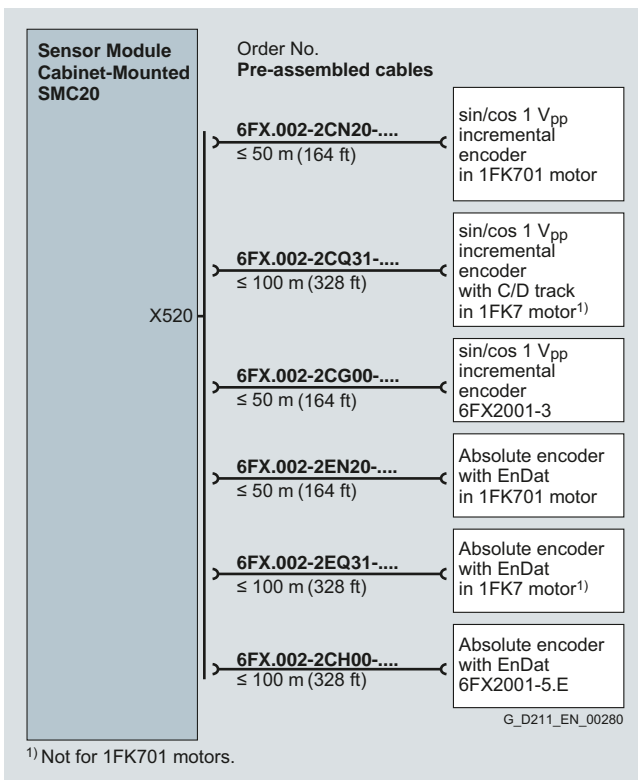 Sensor Module
Cabinet-Mounted
SMC20
Order No.
Pre-assembled cables
6FX.002-2CN20-....
≤ 50 m (164 ft)
sin/cos 1 Vpp
incremental
encoder
in 1FK701 motor
6FX.002-2CQ31-....
≤ 100 m (328 ft)
sin/cos 1 Vpp
incremental
encoder
with C/D track
in 1FK7 motor1)
X520
6FX.002-2CG00-....
≤ 50 m (164 ft)
sin/cos 1 Vpp
incremental
encoder
6FX2001-3
6FX.002-2EN20-....
≤ 50 m (164 ft)
Absolute encoder
with EnDat
in 1FK701 motor
6FX.002-2EQ31-....
≤ 100 m (328 ft)
Absolute encoder
with EnDat
in 1FK7 motor1)
6FX.002-2CH00-....
≤ 100 m (328 ft)
Absolute encoder
with EnDat
6FX2001-5.E
G_D211_EN_00280
1) Not for 1FK701 motors.